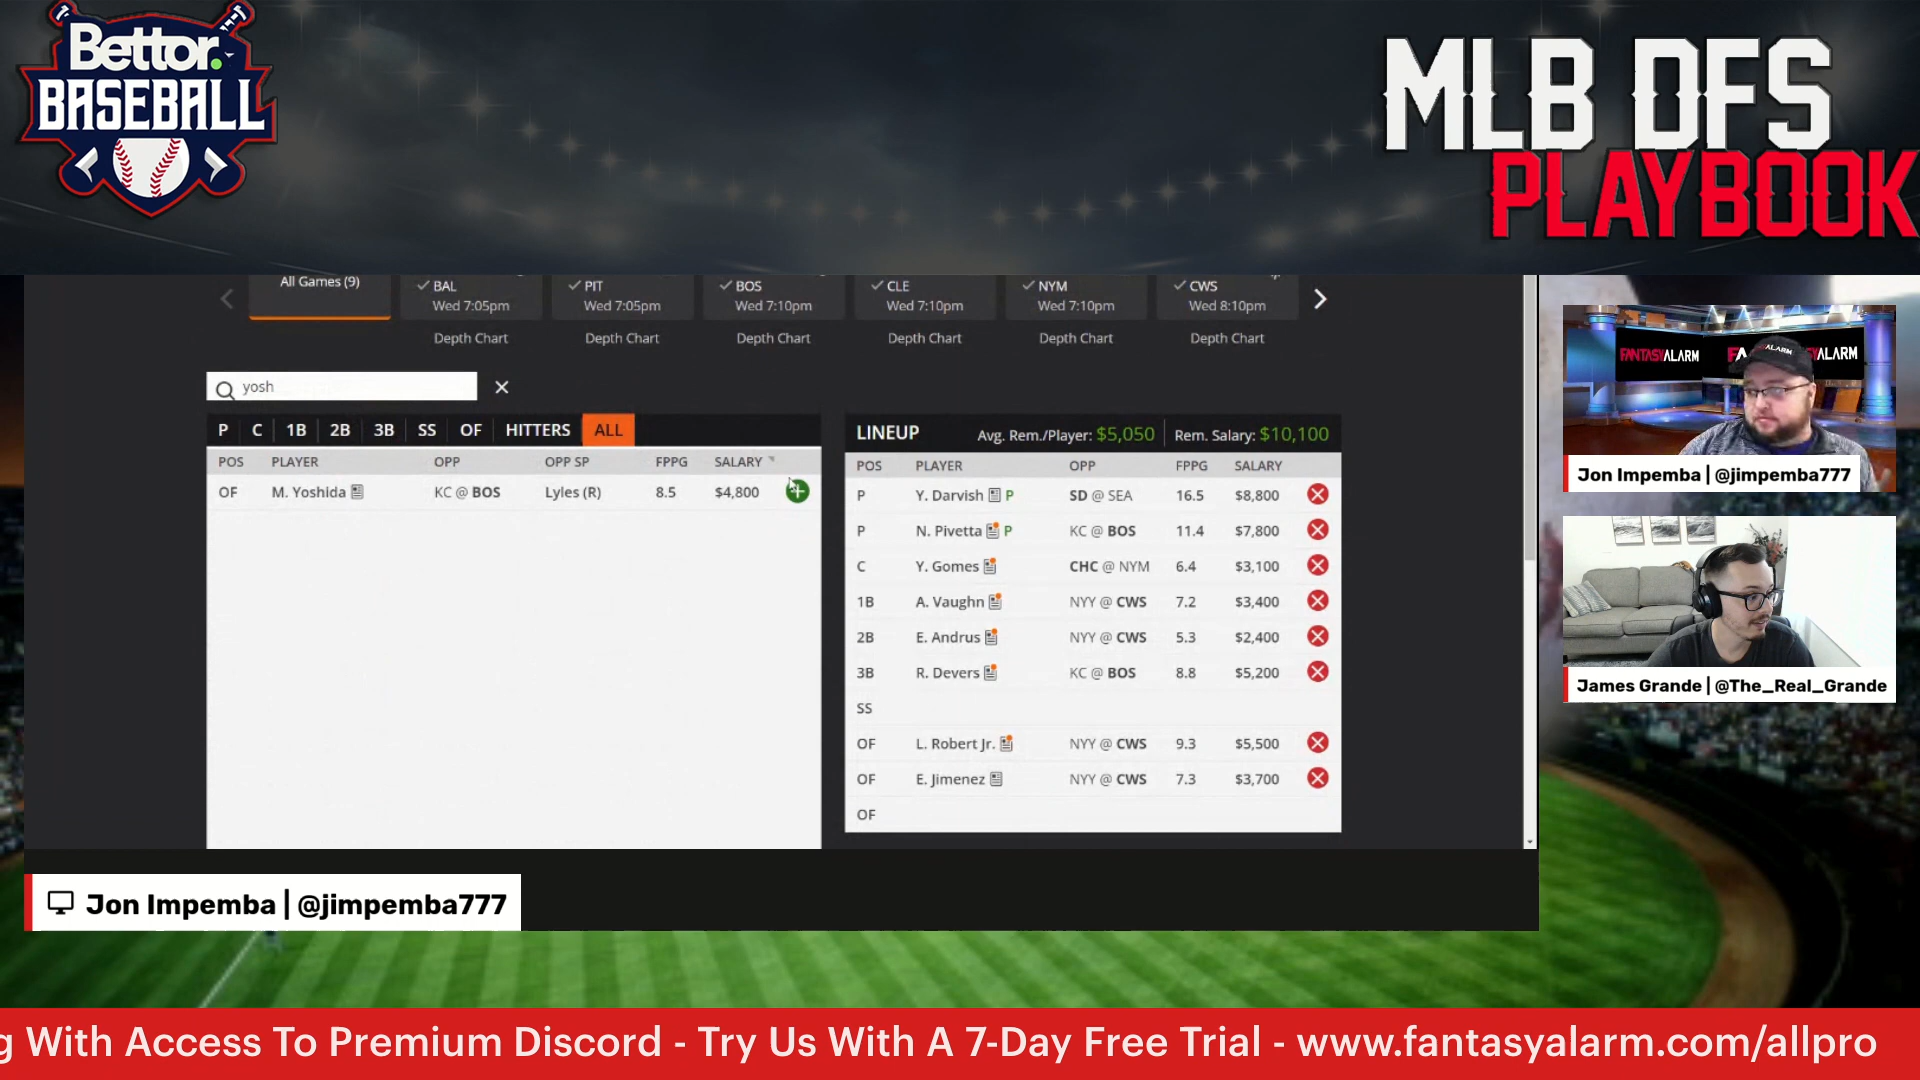 Bettor.
BASEBALL
MLB DFS
PLAYBOOK
All Games (9)
BAL
Wed 7:05pm
Depth Chart
PIT
Wed 7:05pm
Depth Chart
BOS
Wed 7:10pm
Depth Chart
CLE
Wed 7:10pm
Depth Chart
NYM
Wed 7:10pm
Depth Chart
CWS
Wed 8:10pm
Depth Chart
yosh
P C 1B 2B 3B SS OF HITTERS ALL
POS PLAYER OPP OPP SP FPPG SALARY
OF M. Yoshida KC @ BOS Lyles (R) 8.5 $4,800
LINEUP Avg. Rem./Player: $5,050 Rem. Salary: $10,100
POS PLAYER OPP FPPG SALARY
P Y. Darvish P SD @ SEA 16.5 $8,800
P N. Pivetta P KC @ BOS 11.4 $7,800
C Y. Gomes CHC @ NYM 6.4 $3,100
1B A. Vaughn NYY @ CWS 7.2 $3,400
2B E. Andrus NYY @ CWS 5.3 $2,400
3B R. Devers KC @ BOS 8.8 $5,200
SS
OF L. Robert Jr. NYY @ CWS 9.3 $5,500
OF E. Jimenez NYY @ CWS 7.3 $3,700
OF
FANTASYALARM
ALARM
YALARM
Jon Impemba | @jimpemba777
James Grande | @The_Real_Grande
Jon Impemba | @jimpemba777
g With Access To Premium Discord - Try Us With A 7-Day Free Trial - www.fantasyalarm.com/allpro